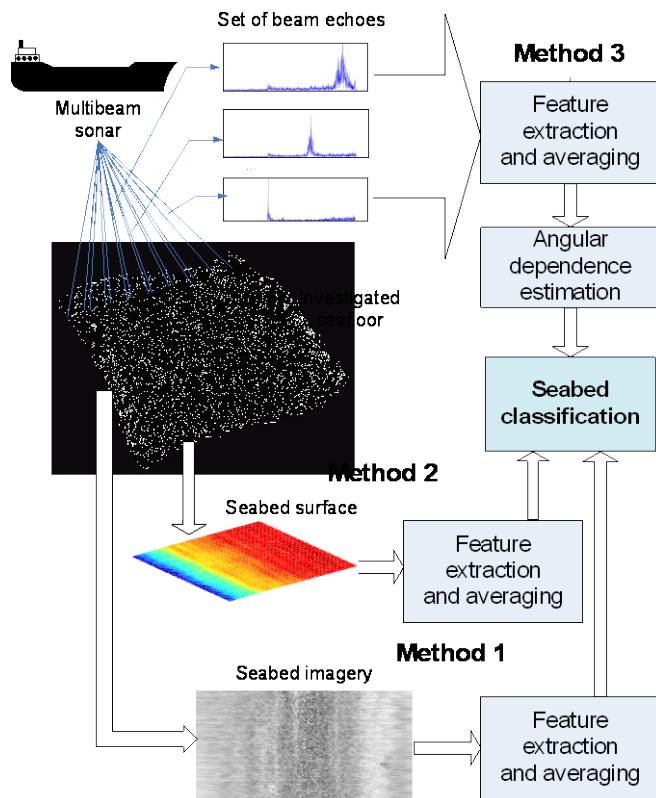 Set of beam echoes
Method 3
Multibeam
sonar
...
Feature
extraction
and averaging
Angular
dependence
estimation
Investigated
seafloor
Seabed
classification
Method 2
Seabed surface
Feature
extraction
and averaging
Method 1
Seabed imagery
Feature
extraction
and averaging